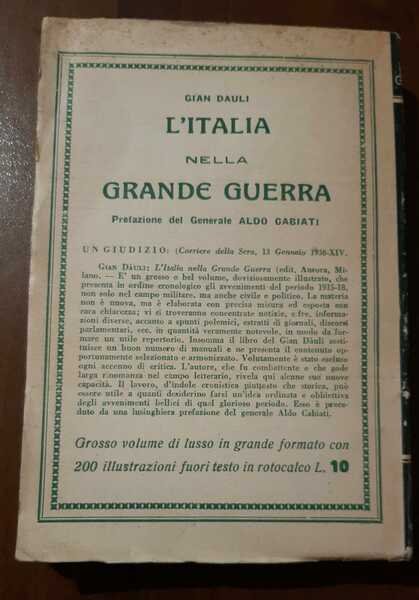 GIAN DAULI
L'ITALIA
NELLA
GRANDE GUERRA
Prefazione del Generale ALDO CABIATI
UN GIUDIZIO: (Corriere della Sera, 13 Gennaio 1936-XIV.
GIAN DÀULI: L'Italia nella Grande Guerra (edit. Aurora, Mi-
lano. — E' un grosso e bel volume, doviziosamente illustrato, che
presenta in ordine cronologico gli avvenimenti del periodo 1915-18,
non solo nel campo militare, ma anche civile e politico. La materia
non è nuova, ma è elaborata con precisa misura ed esposta con
rara chiarezza; vi si troveranno concentrate notizie, cifre, infor-
mazioni diverse, accanto a spunti polemici, estratti di giornali, discorsi
parlamentari, ecc. in quantità veramente notevole, in modo da for-
mare un utile repertorio. Insomma il libro del Gian Dàuli sosti-
tuisce un buon numero di manuali e ne presenta il contenuto op-
portunamente selezionato e armonizzato. Volutamente è stato escluso
ogni accenno di critica. L'autore, che fu combattente e che gode
larga rinomanza nel campo letterario, rivela qui alcune sue nuove
capacità. Il lavoro, d'indole cronistica piuttosto che storica, può
essere utile a quanti desiderino farsi un'idea ordinata e obbiettiva
degli avvenimenti bellici di quel glorioso periodo. Esso è prece-
duto da una lusinghiera prefazione del generale Aldo Cabiati.
Grosso volume di lusso in grande formato con
200 illustrazioni fuori testo in rotocalco L. 10